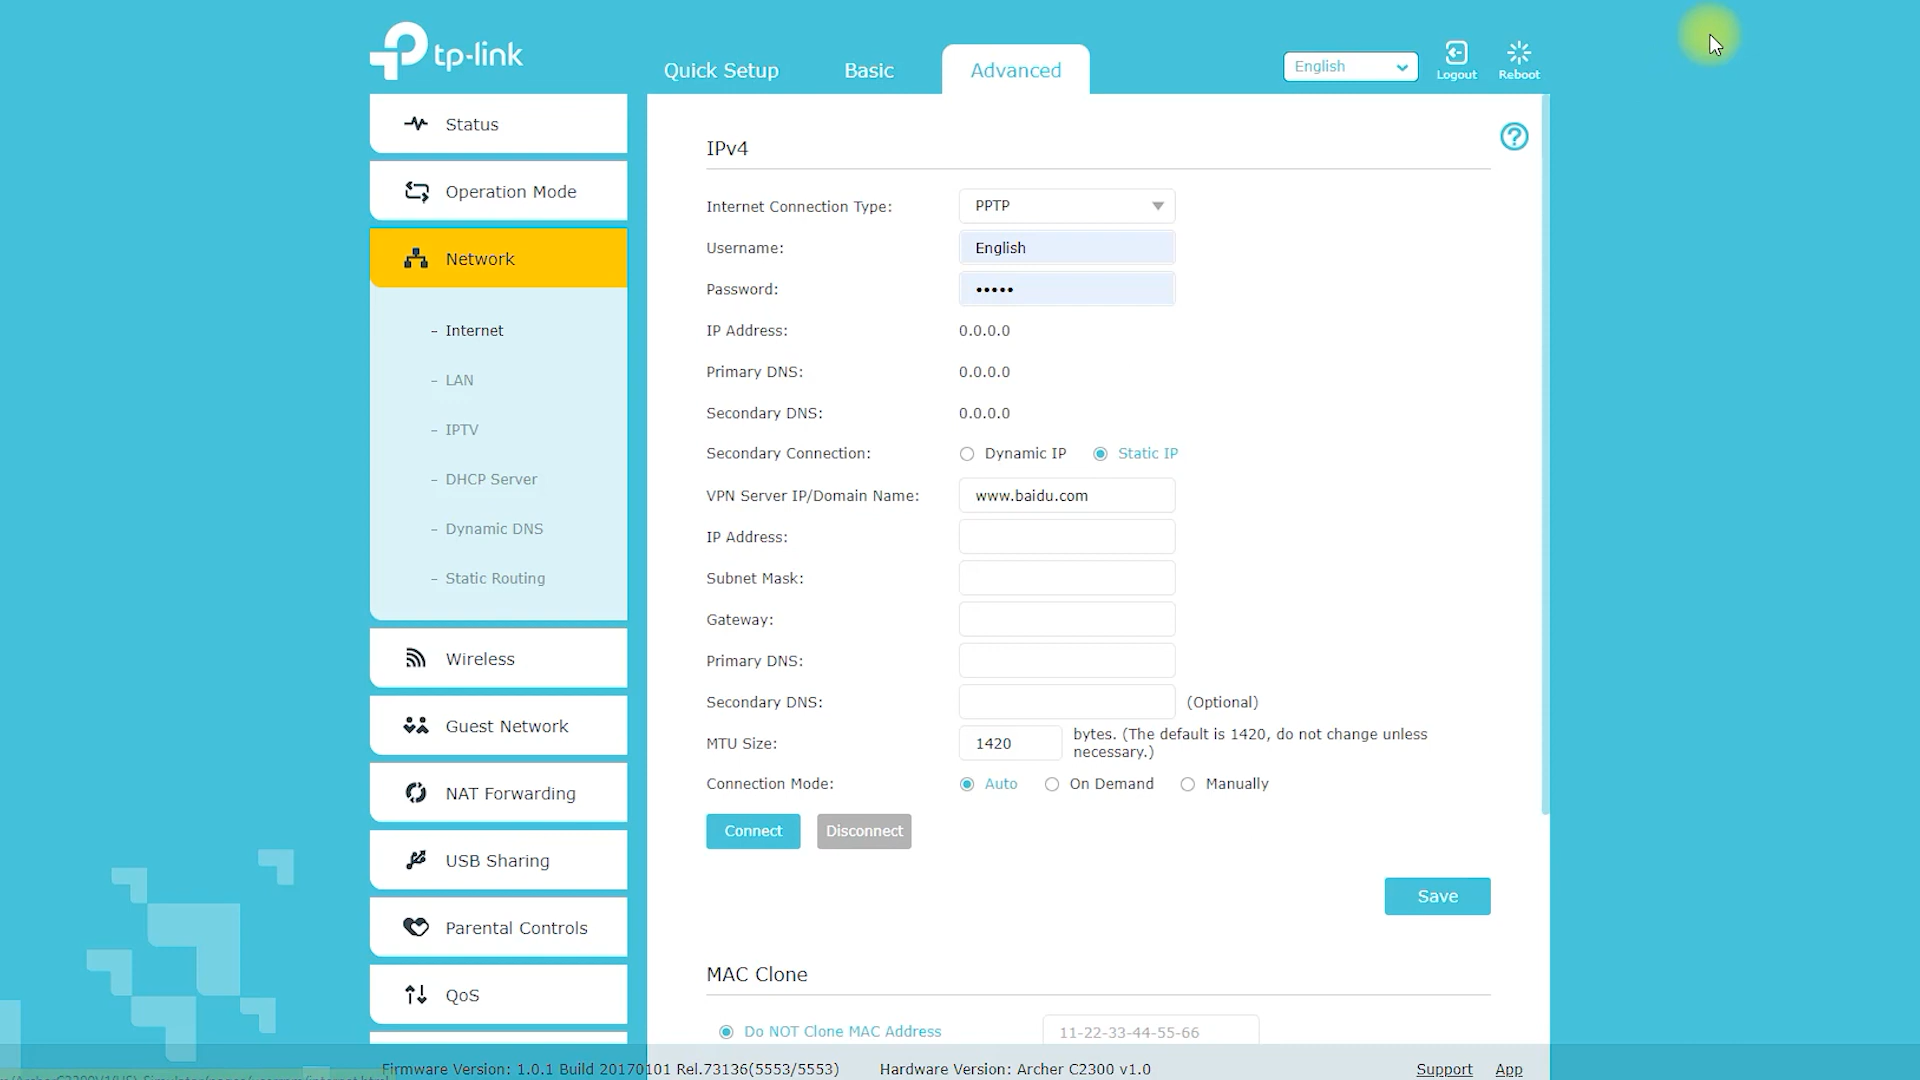 tp-link
Quick Setup
Basic
Advanced
English
Logout
Reboot
Status
Operation Mode
Network
- Internet
- LAN
- IPTV
- DHCP Server
- Dynamic DNS
- Static Routing
Wireless
Guest Network
NAT Forwarding
USB Sharing
Parental Controls
QoS
IPv4
Internet Connection Type: PPTP
Username: English
Password: •••••
IP Address: 0.0.0.0
Primary DNS: 0.0.0.0
Secondary DNS: 0.0.0.0
Secondary Connection: Dynamic IP Static IP
VPN Server IP/Domain Name: www.baidu.com
IP Address:
Subnet Mask:
Gateway:
Primary DNS:
Secondary DNS: (Optional)
MTU Size: 1420 bytes. (The default is 1420, do not change unless
necessary.)
Connection Mode: Auto On Demand Manually
Connect Disconnect
Save
MAC Clone
Do NOT Clone MAC Address 11-22-33-44-55-66
Firmware Version: 1.0.1 Build 20170101 Rel.73136(5553/5553) Hardware Version: Archer C2300 v1.0 Support App